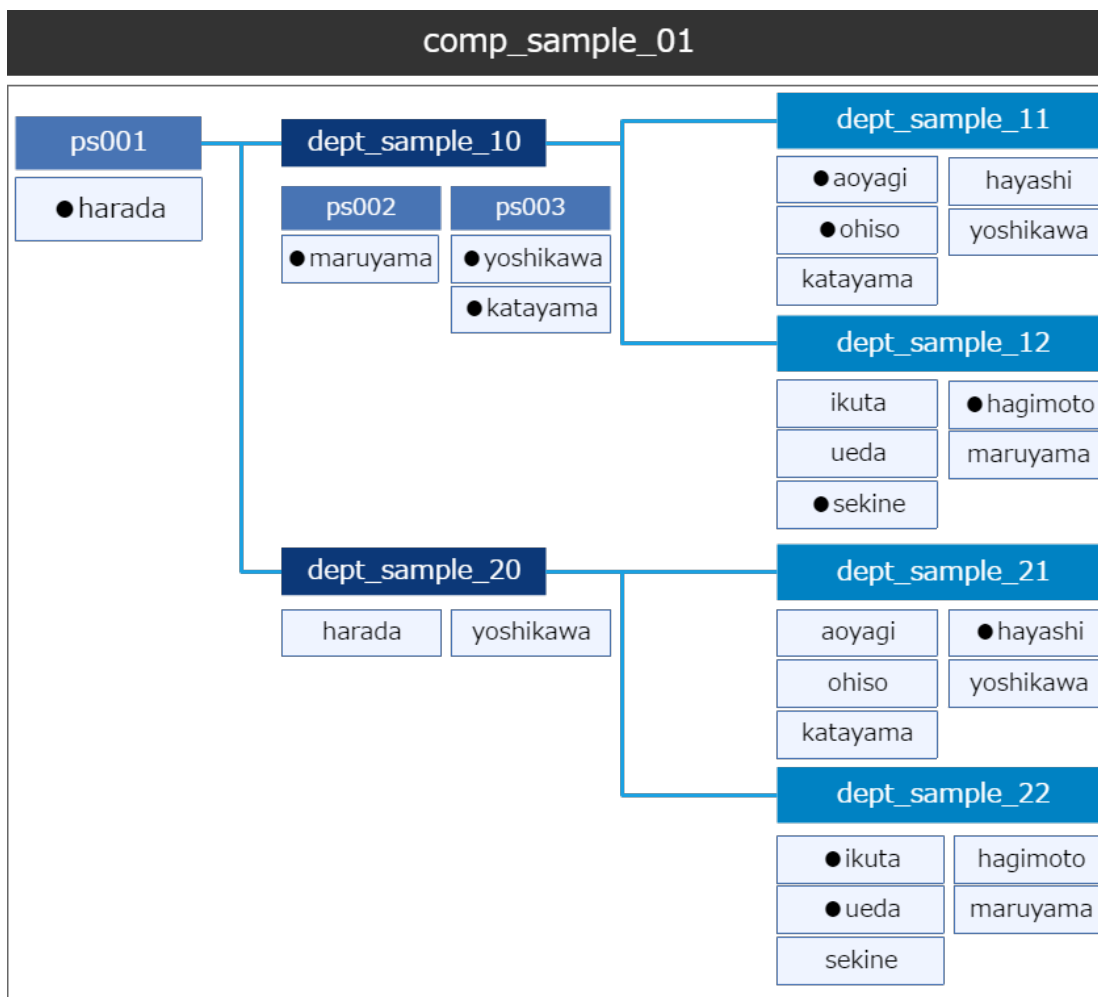 comp_sample_01
ps001
●harada
dept_sample_10
ps002
●maruyama
ps003
●yoshikawa
●katayama
dept_sample_11
●aoyagi
hayashi
●ohiso
yoshikawa
katayama
dept_sample_12
ikuta
●hagimoto
ueda
maruyama
●sekine
dept_sample_20
harada
yoshikawa
dept_sample_21
aoyagi
●hayashi
ohiso
yoshikawa
katayama
dept_sample_22
●ikuta
hagimoto
●ueda
maruyama
sekine